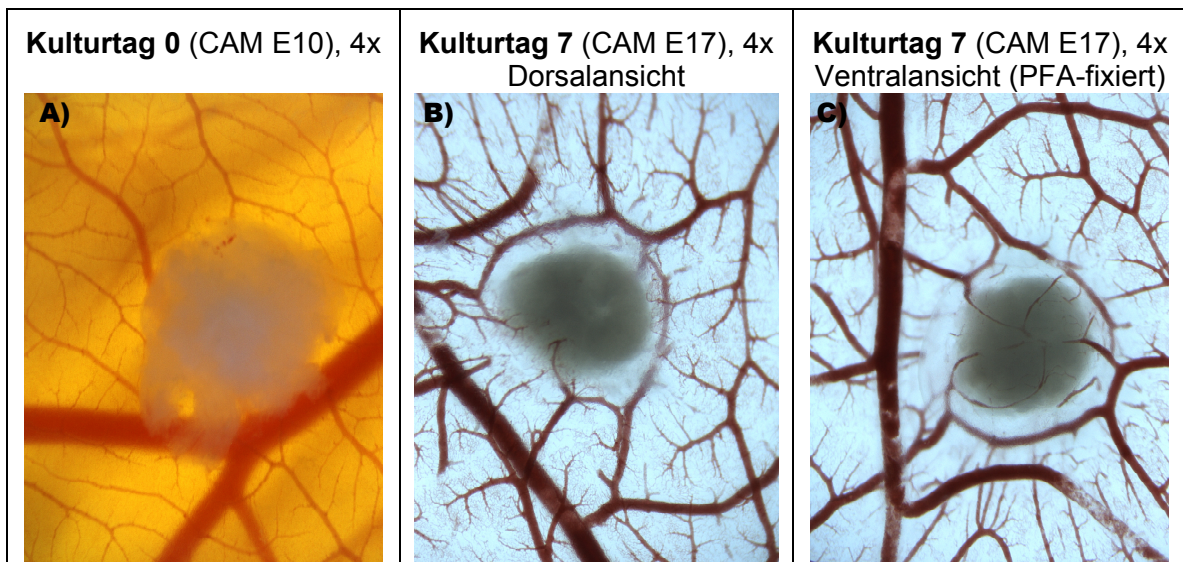 Kulturtag 0 (CAM E10), 4x
Kulturtag 7 (CAM E17), 4x
Dorsalansicht
Kulturtag 7 (CAM E17), 4x
Ventralansicht (PFA-fixiert)
A)
B)
C)